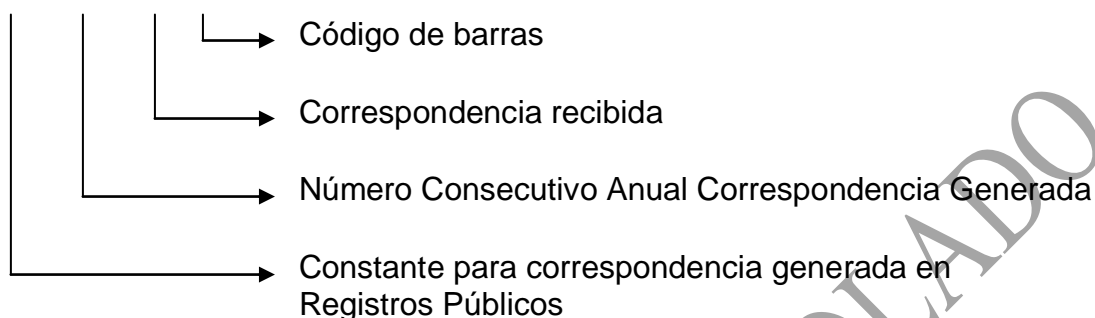 Código de barras
Correspondencia recibida
Número Consecutivo Anual Correspondencia Generada
Constante para correspondencia generada en
Registros Públicos